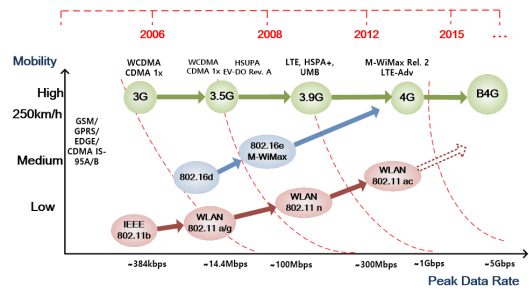 2006 2008 2012 2015 ...
Mobility
WCDMA
CDMA 1x
WCDMA
CDMA 1x
HSUPA
EV-DO Rev. A
LTE, HSPA+,
UMB
M-WiMax Rel. 2
LTE-Adv
High
250km/h
3G
3.5G
3.9G
4G
B4G
GSM/
GPRS/
EDGE/
CDMA IS-
95A/B
Medium
802.16d
802.16e
M-WiMax
Low
IEEE
802.11b
WLAN
802.11 a/g
WLAN
802.11 n
WLAN
802.11 ac
~384kbps ~14.4Mbps ~100Mbps ~300Mbps ~1Gbps ~5Gbps
Peak Data Rate